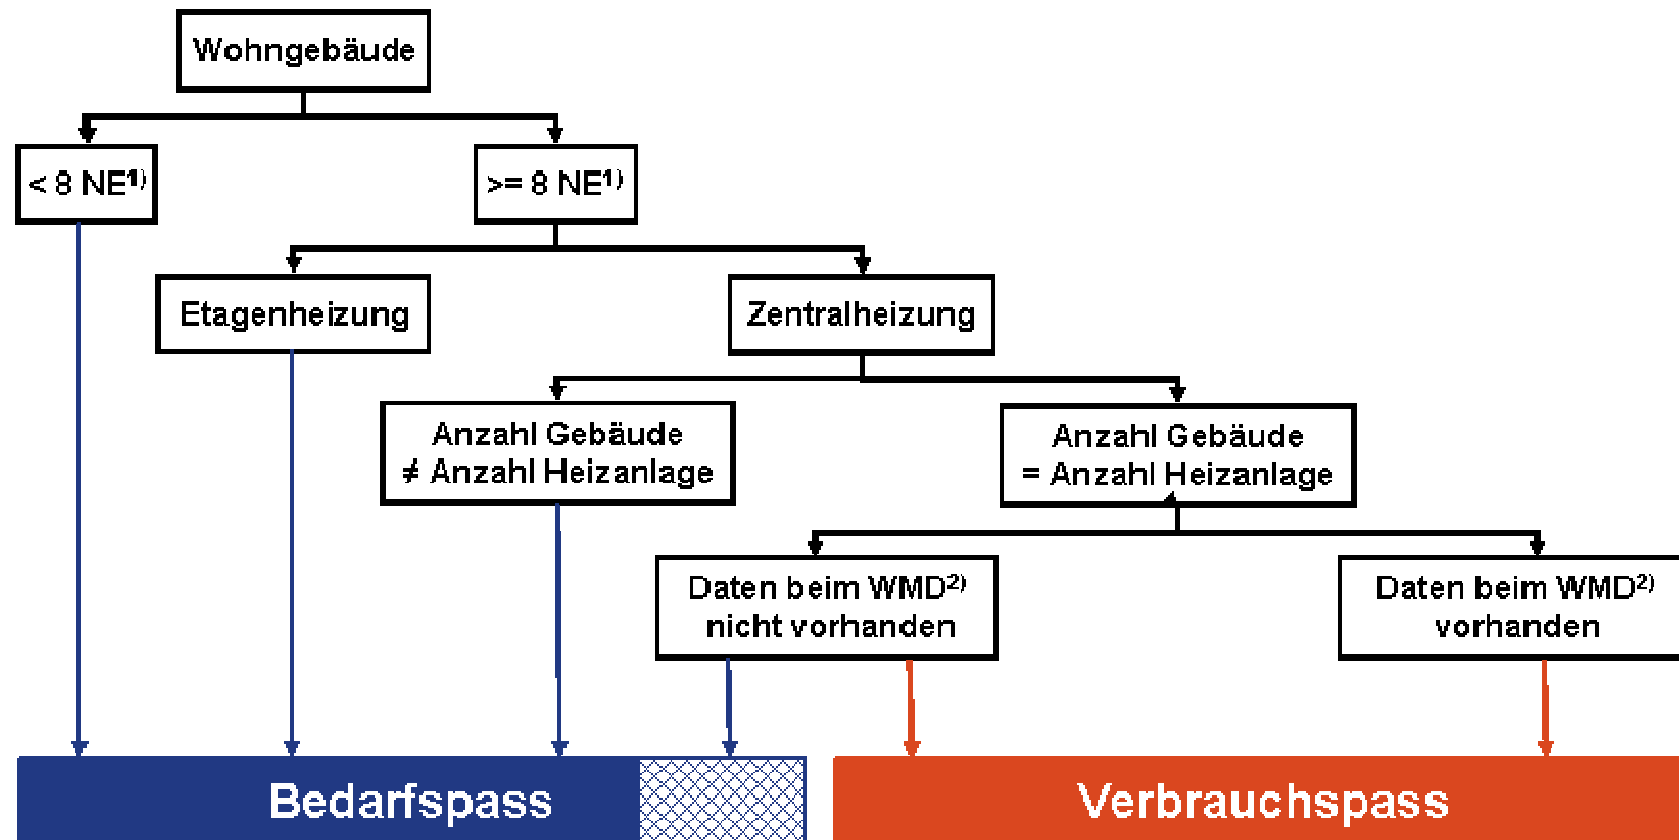 Wohngebäude
< 8 NE¹⁾
>= 8 NE¹⁾
Etagenheizung
Zentralheizung
Anzahl Gebäude
≠ Anzahl Heizanlage
Anzahl Gebäude
= Anzahl Heizanlage
Daten beim WMD²⁾
nicht vorhanden
Daten beim WMD²⁾
vorhanden
Bedarfspass
Verbrauchspass